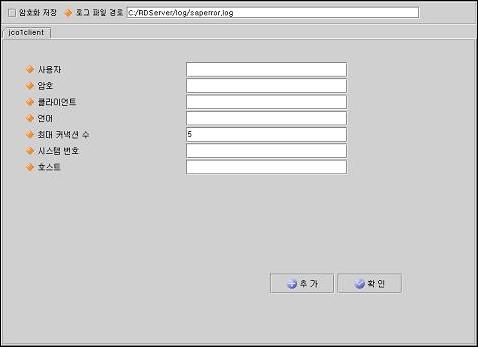 암호화 저장 로그 파일 경로 C:/RDServer/log/saperror.log
jco1client
사용자
암호
클라이언트
언어
최대 커넥션 수 5
시스템 번호
호스트
추 가 확 인